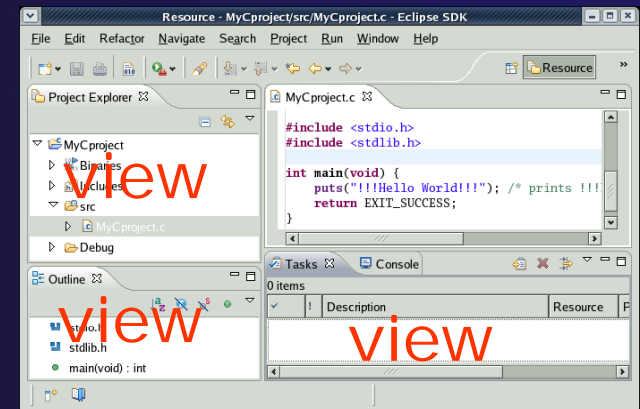 Resource - MyCproject/src/MyCproject.c - Eclipse SDK
File Edit Refactor Navigate Search Project Run Window Help
Resource »
Project Explorer
MyCproject
Binaries
Includes
src
MyCproject.c
Debug
view
MyCproject.c
#include <stdio.h>
#include <stdlib.h>
int main(void) {
puts("!!!Hello World!!!"); /* prints !!!
return EXIT_SUCCESS;
}
Outline
stdio.h
stdlib.h
main(void) : int
view
Tasks Console
0 items
! Description Resource P
view